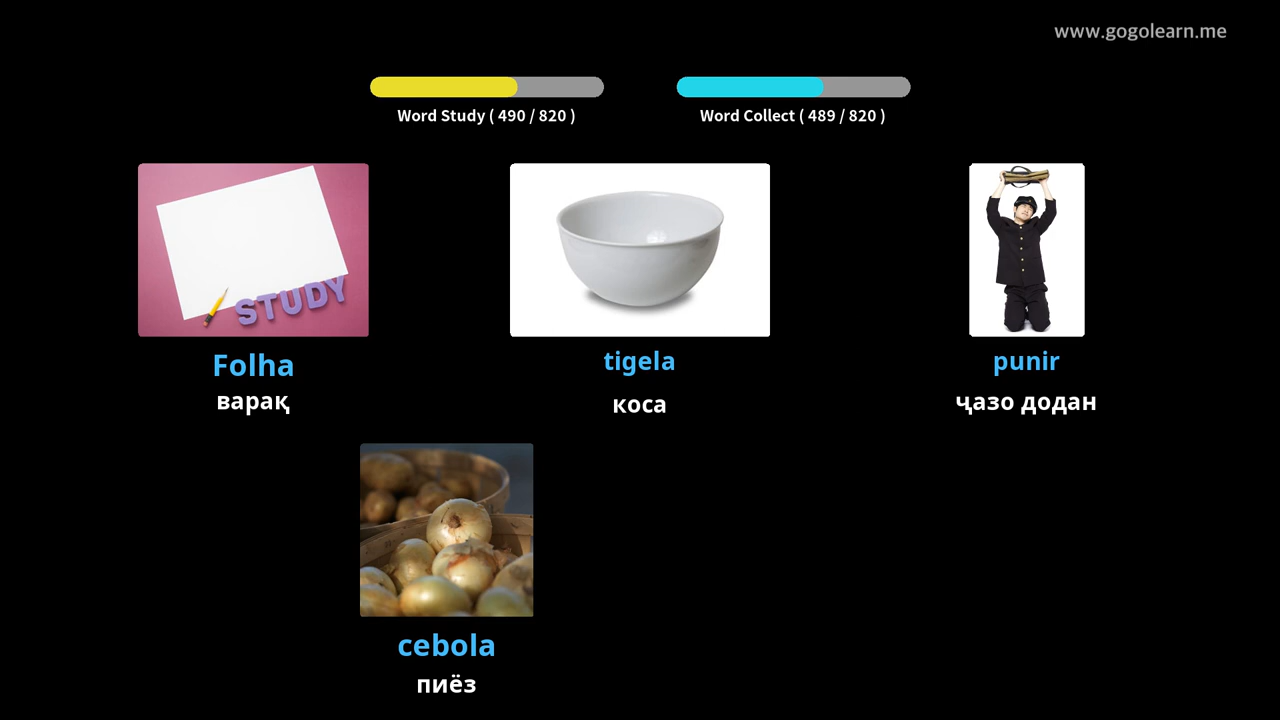 www.gogolearn.me
Word Study ( 490 / 820 )
Word Collect ( 489 / 820 )
STUDY
Folha
варақ
tigela
коса
punir
ҷазо додан
cebola
пиёз